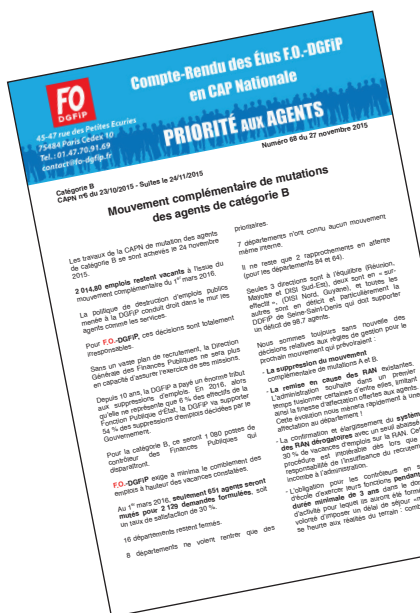 FO
DGFiP
45-47 rue des Petites Ecuries
75484 Paris Cedex 10
Tel. : 01.47.70.91.69
contact@fo-dgfip.fr
Compte-Rendu des Élus F.O.-DGFiP
en CAP Nationale
PRIORITÉ AUX AGENTS
Numéro 68 du 27 novembre 2015
Catégorie B
CAPN n°6 du 23/10/2015 - Suites le 24/11/2015
Mouvement complémentaire de mutations
des agents de catégorie B
Les travaux de la CAPN de mutation des agents
de catégorie B se sont achevés le 24 novembre
2015.
2 014,80 emplois restent vacants à l'issue du
mouvement complémentaire du 1er mars 2016.
La politique de destruction d'emplois publics
menée à la DGFiP conduit droit dans le mur les
agents comme les services.
Pour F.O.-DGFiP, ces décisions sont totalement
irresponsables.
Sans un vaste plan de recrutement, la Direction
Générale des Finances Publiques ne sera plus
en capacité d'assurer l'exercice de ses missions.
Depuis 10 ans, la DGFiP a payé un énorme tribut
aux suppressions d'emplois. En 2016, alors
qu'elle ne représente que 6 % des effectifs de la
Fonction Publique d'État, la DGFiP va supporter
54 % des suppressions d'emplois décidées par le
Gouvernement.
Pour la catégorie B, ce seront 1 080 postes de
contrôleur des Finances Publiques qui
disparaîtront.
F.O.-DGFiP exige a minima le comblement des
emplois à hauteur des vacances constatées.
Au 1er mars 2016, seulement 651 agents seront
mutés pour 2 129 demandes formulées, soit
un taux de satisfaction de 30 %.
16 départements restent fermés.
8 départements ne voient rentrer que des
prioritaires.
7 départements n'ont connu aucun mouvement
même interne.
Il ne reste que 2 rapprochements en attente
(pour les départements 84 et 64).
Seules 3 directions sont à l'équilibre (Réunion,
Mayotte et DISI Sud-Est), deux sont en « sur-
effectif », (DISI Nord, Guyane), et toutes les
autres sont en déficit et particulièrement la
DDFiP de Seine-Saint-Denis qui doit supporter
un déficit de 98,7 agents.
Nous sommes toujours sans nouvelle des
décisions relatives aux règles de gestion pour le
prochain mouvement qui prévoiraient :
- La suppression du mouvement
complémentaire de mutations A et B.
- La remise en cause des RAN existantes.
L'administration souhaite dans un premier
temps fusionner certaines d'entre elles, limitant
ainsi la finesse d'affectation offertes aux agents.
Cette évolution nous mènera rapidement à une
affectation au département !
- La confirmation et élargissement du système
des RAN dérogatoires avec un seuil abaissé
30 % de vacances d'emplois sur la RAN. Cette
procédure est intolérable dès lors que
responsabilité de l'insuffisance du recrutement
incombe à l'administration.
- L'obligation pour les contrôleurs en s
d'école d'exercer leurs fonctions pendant
durée minimale de 3 ans dans le dom
d'activité pour lequel ils auront été formés
volonté d'imposer un délai de séjour «m
se heurte aux réalités du terrain : comb